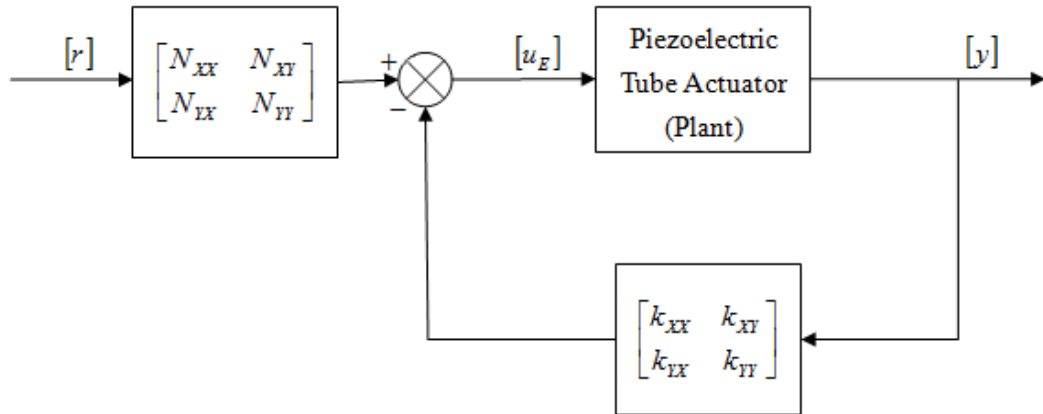 [r]
N_XX N_XY
N_YX N_YY
+
−
[u_E]
Piezoelectric
Tube Actuator
(Plant)
[y]
k_XX k_XY
k_YX k_YY